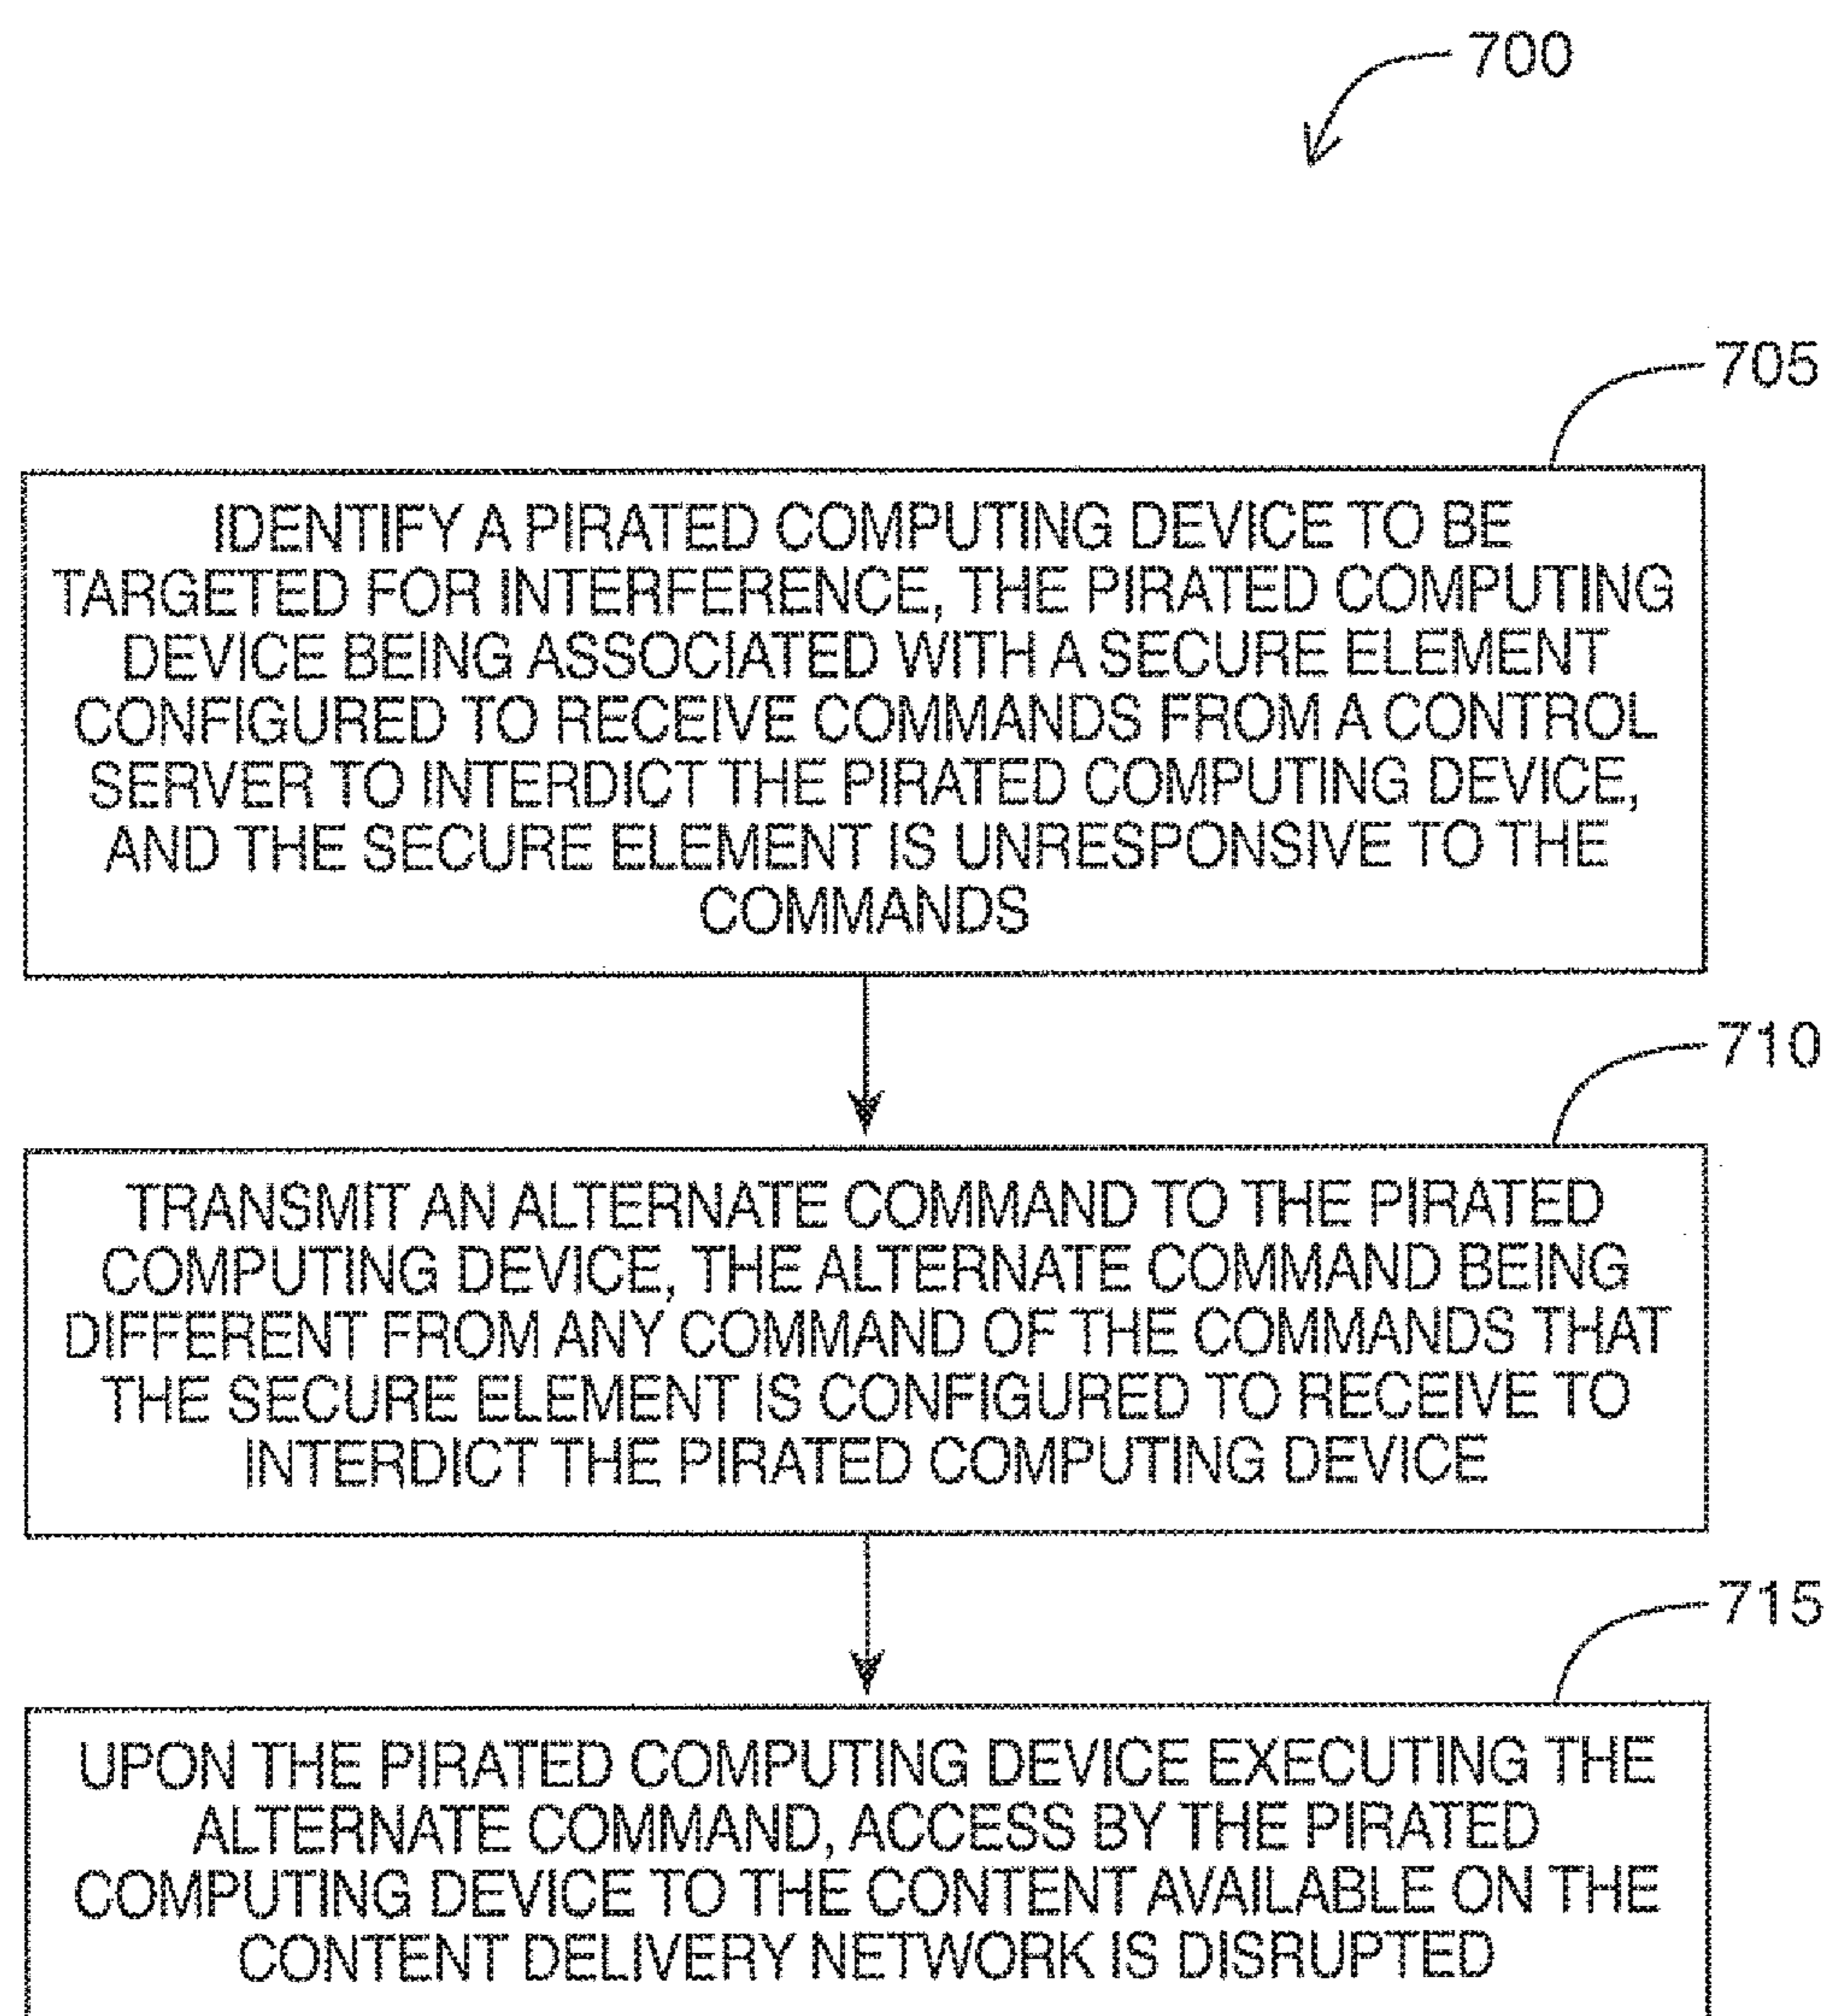 700
705
IDENTIFY A PIRATED COMPUTING DEVICE TO BE
TARGETED FOR INTERFERENCE, THE PIRATED COMPUTING
DEVICE BEING ASSOCIATED WITH A SECURE ELEMENT
CONFIGURED TO RECEIVE COMMANDS FROM A CONTROL
SERVER TO INTERDICT THE PIRATED COMPUTING DEVICE,
AND THE SECURE ELEMENT IS UNRESPONSIVE TO THE
COMMANDS
710
TRANSMIT AN ALTERNATE COMMAND TO THE PIRATED
COMPUTING DEVICE, THE ALTERNATE COMMAND BEING
DIFFERENT FROM ANY COMMAND OF THE COMMANDS THAT
THE SECURE ELEMENT IS CONFIGURED TO RECEIVE TO
INTERDICT THE PIRATED COMPUTING DEVICE
715
UPON THE PIRATED COMPUTING DEVICE EXECUTING THE
ALTERNATE COMMAND, ACCESS BY THE PIRATED
COMPUTING DEVICE TO THE CONTENT AVAILABLE ON THE
CONTENT DELIVERY NETWORK IS DISRUPTED